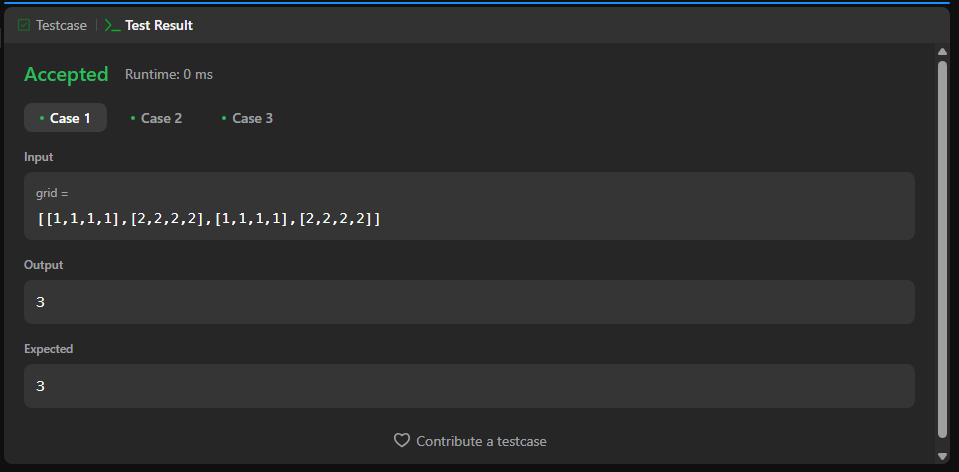 Testcase | Test Result
Accepted Runtime: 0 ms
Case 1 Case 2 Case 3
Input
grid =
[[1,1,1,1],[2,2,2,2],[1,1,1,1],[2,2,2,2]]
Output
3
Expected
3
Contribute a testcase